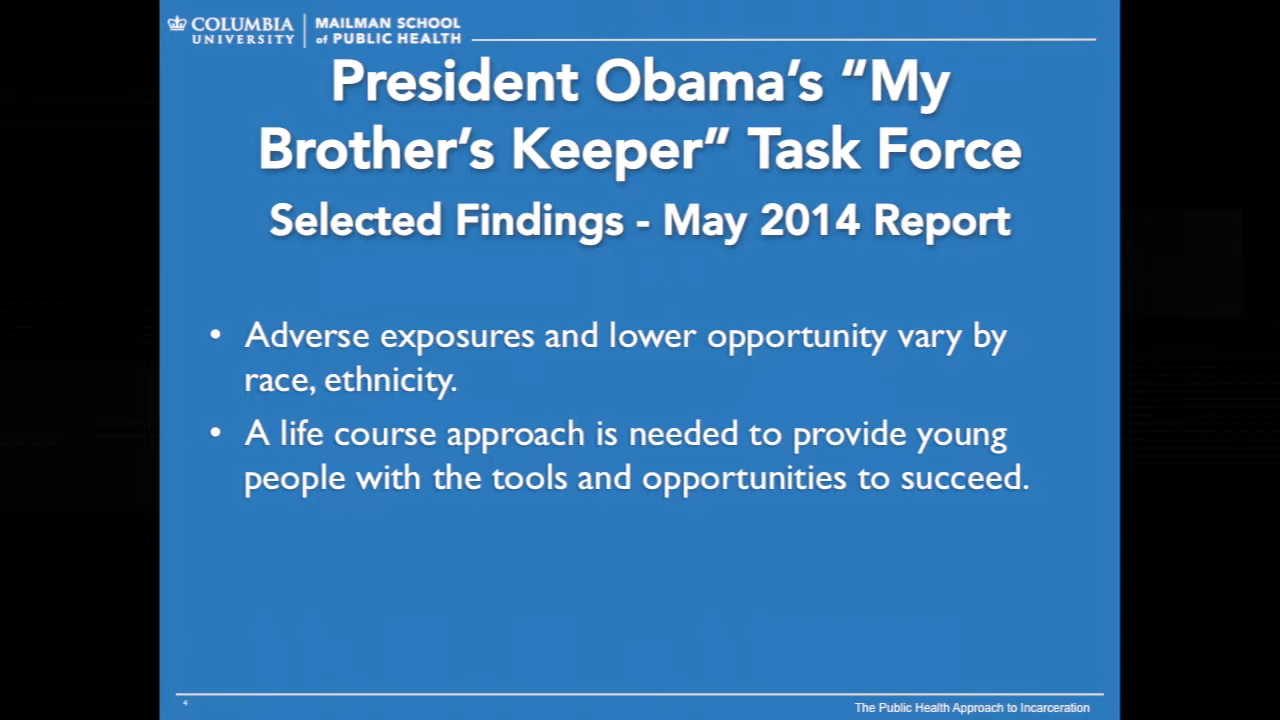 COLUMBIA UNIVERSITY
MAILMAN SCHOOL of PUBLIC HEALTH
President Obama’s “My
Brother’s Keeper” Task Force
Selected Findings - May 2014 Report
• Adverse exposures and lower opportunity vary by
race, ethnicity.
• A life course approach is needed to provide young
people with the tools and opportunities to succeed.
4
The Public Health Approach to Incarceration